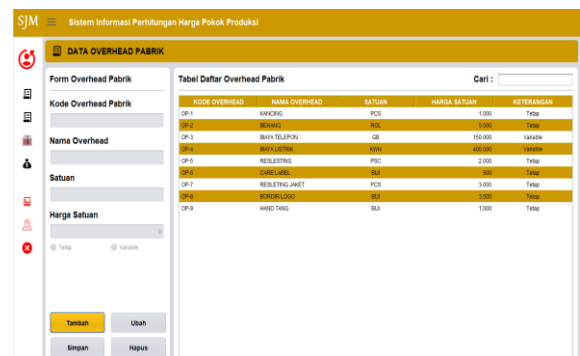 SJM Sistem Informasi Perhitungan Harga Pokok Produksi
DATA OVERHEAD PABRIK
Form Overhead Pabrik
Kode Overhead Pabrik
Nama Overhead
Satuan
Harga Satuan
0
Tetap Variable
Tambah Ubah
Simpan Hapus
Tabel Daftar Overhead Pabrik Cari :
KODE OVERHEAD NAMA OVERHEAD SATUAN HARGA SATUAN KETERANGAN
OP-1 KANCING PCS 1.000 Tetap
OP-2 BENANG ROL 5.000 Tetap
OP-3 BIAYA TELEPON GB 150.000 Variable
OP-4 BIAYA LISTRIK KWH 400.000 Variable
OP-5 RESLESTING PSC 2.000 Tetap
OP-6 CARE LABEL BIJI 500 Tetap
OP-7 RESLETING JAKET PCS 3.000 Tetap
OP-8 BORDIR LOGO BIJI 3.500 Tetap
OP-9 HAND TANG BIJI 1.000 Tetap